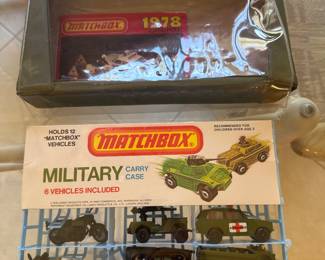 MATCHBOX
1978
HOLDS 12
"MATCHBOX"
VEHICLES
MATCHBOX
RECOMMENDED FOR
CHILDREN OVER AGE 3
MILITARY CARRY
CASE
6 VEHICLES INCLUDED